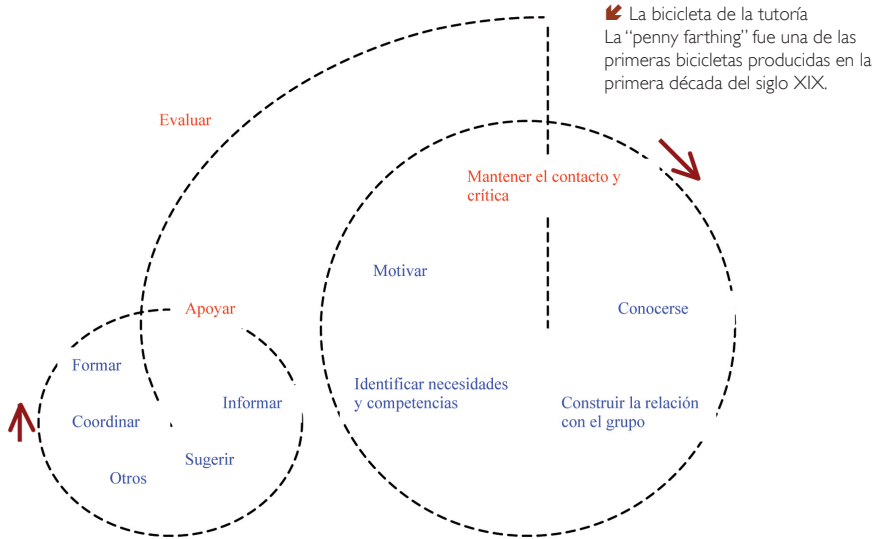 La bicicleta de la tutoría
La “penny farthing” fue una de las
primeras bicicletas producidas en la
primera década del siglo XIX.
Evaluar
Mantener el contacto y
crítica
Motivar
Conocerse
Identificar necesidades
y competencias
Construir la relación
con el grupo
Apoyar
Formar
Informar
Coordinar
Sugerir
Otros